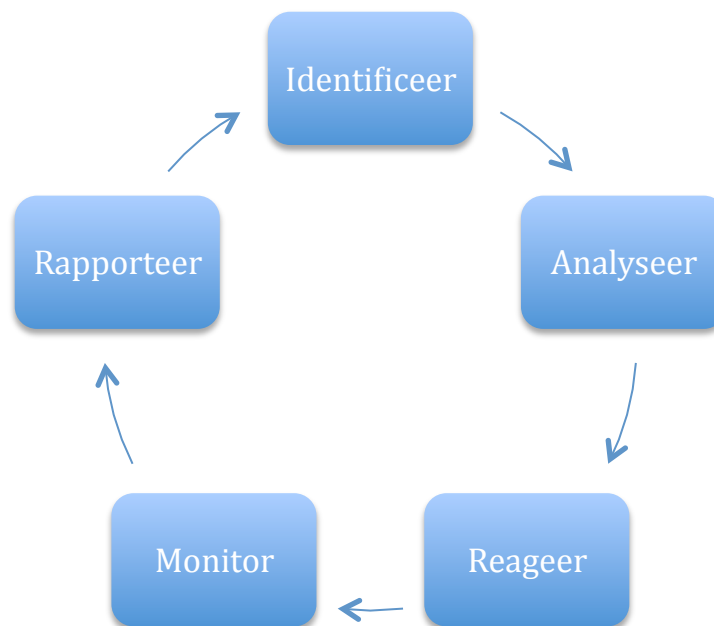 Identificeer
Analyseer
Reageer
Monitor
Rapporteer